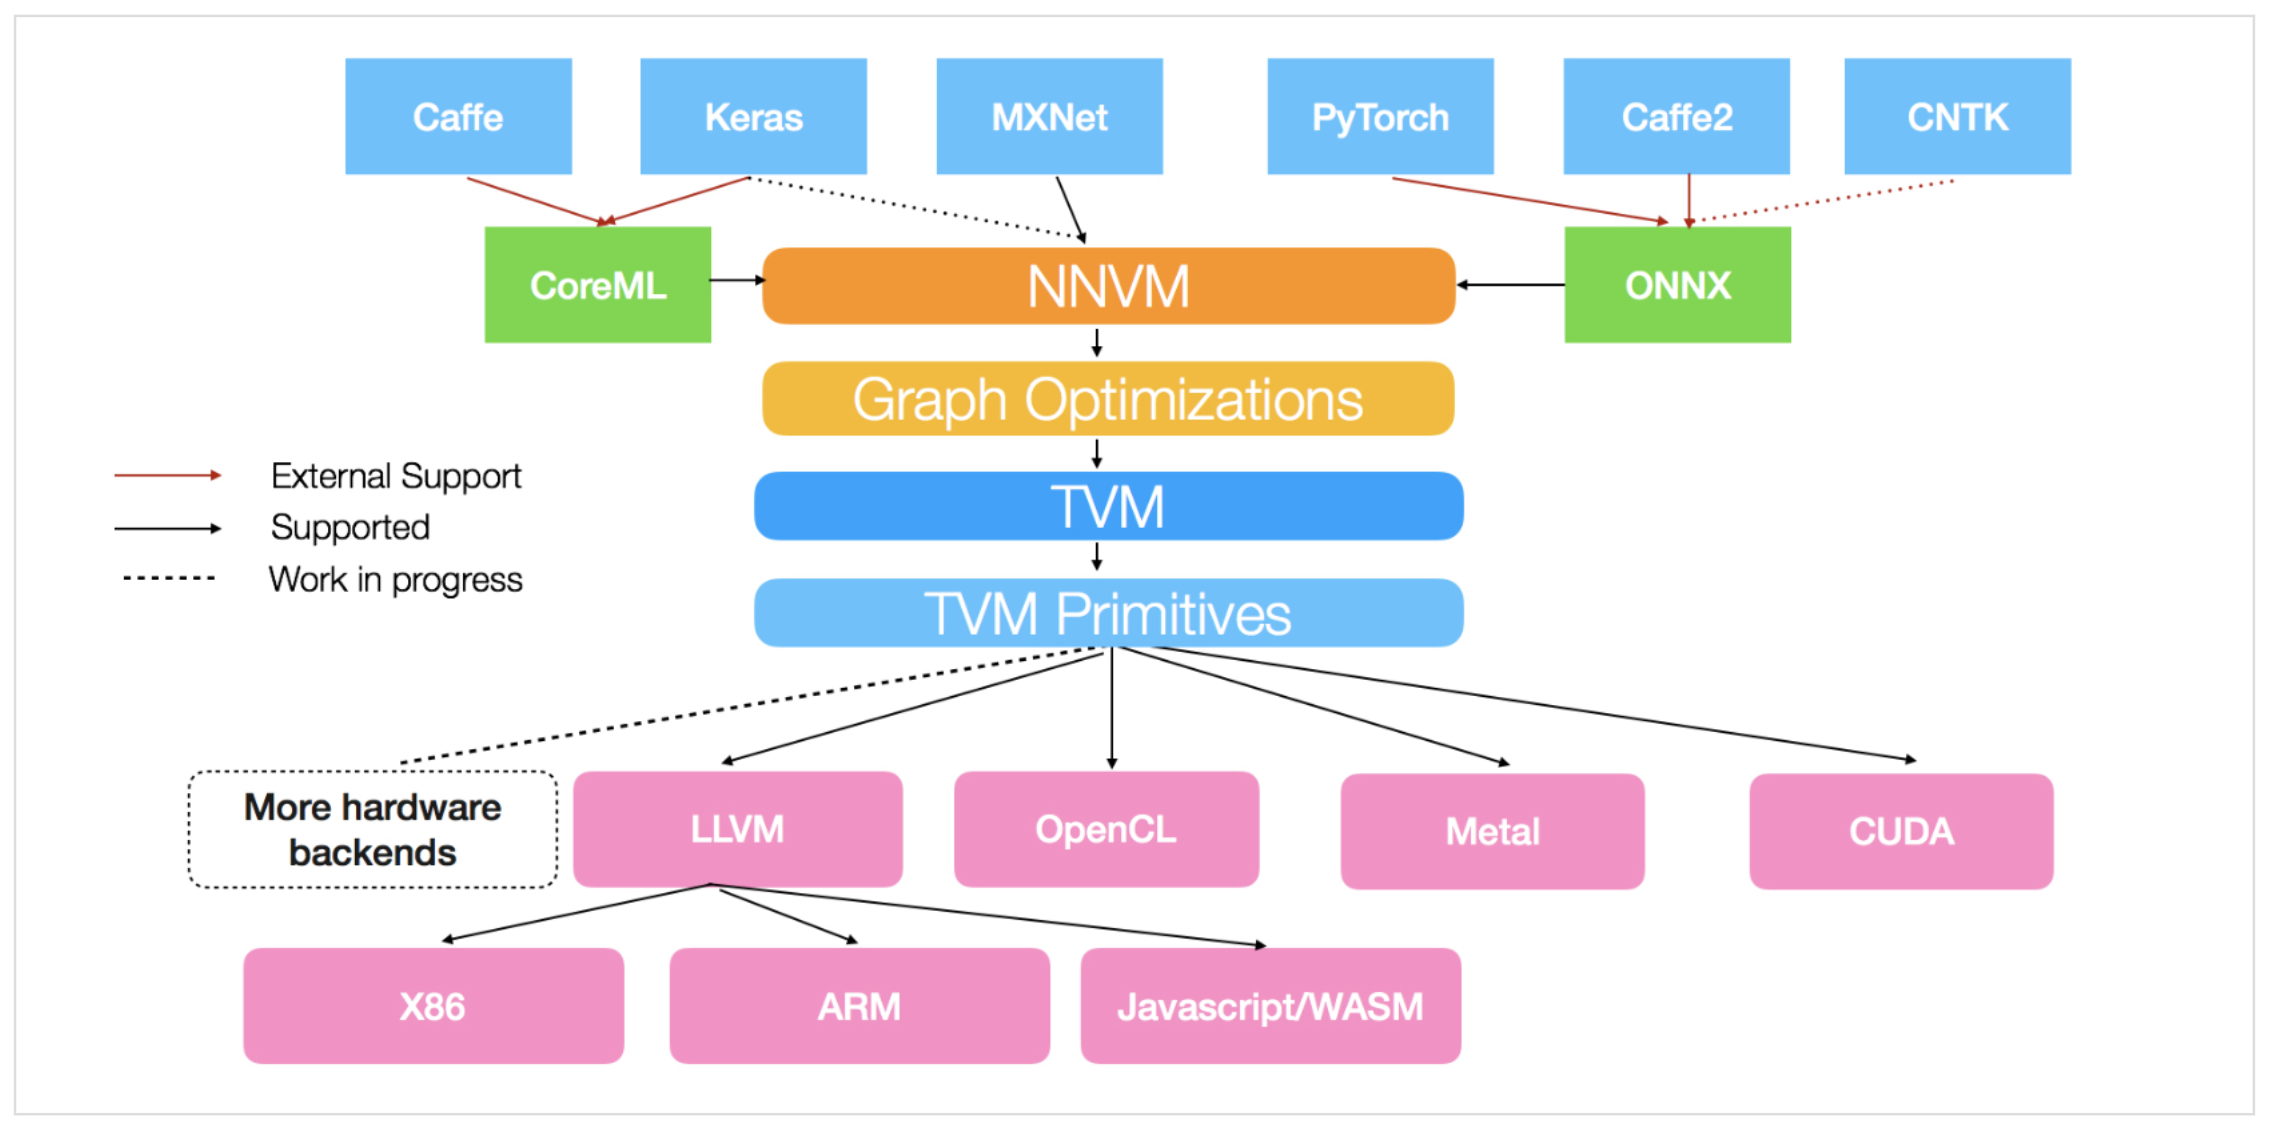 Caffe
Keras
MXNet
PyTorch
Caffe2
CNTK
CoreML
NNVM
ONNX
Graph Optimizations
External Support
Supported
Work in progress
TVM
TVM Primitives
More hardware
backends
LLVM
OpenCL
Metal
CUDA
X86
ARM
Javascript/WASM